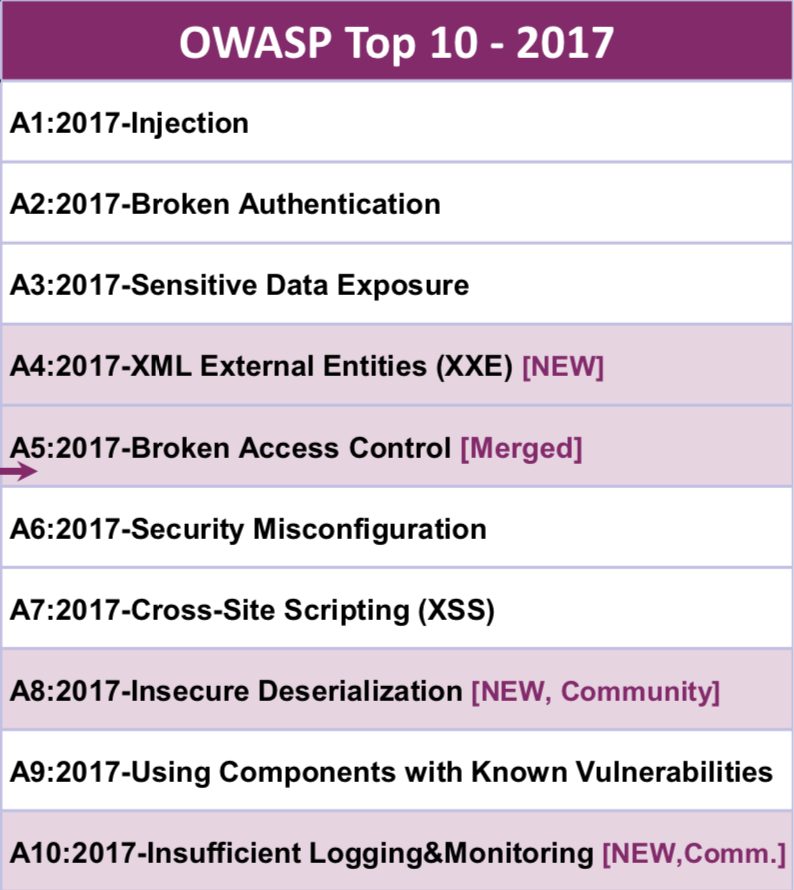 OWASP Top 10 - 2017
A1:2017-Injection
A2:2017-Broken Authentication
A3:2017-Sensitive Data Exposure
A4:2017-XML External Entities (XXE) [NEW]
A5:2017-Broken Access Control [Merged]
A6:2017-Security Misconfiguration
A7:2017-Cross-Site Scripting (XSS)
A8:2017-Insecure Deserialization [NEW, Community]
A9:2017-Using Components with Known Vulnerabilities
A10:2017-Insufficient Logging&Monitoring [NEW,Comm.]